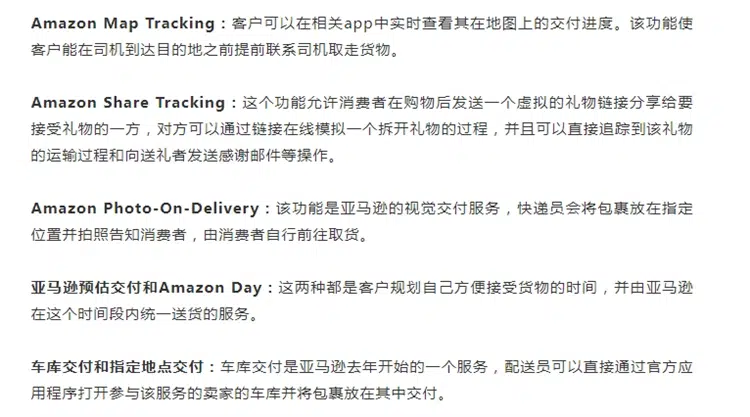 Amazon Map Tracking：客户可以在相关app中实时查看其在地图上的交付进度。该功能使
客户能在司机到达目的地之前提前联系司机取走货物。
Amazon Share Tracking：这个功能允许消费者在购物后发送一个虚拟的礼物链接分享给要
接受礼物的一方，对方可以通过链接在线模拟一个拆开礼物的过程，并且可以直接追踪到该礼物
的运输过程和向送礼者发送感谢邮件等操作。
Amazon Photo-On-Delivery：该功能是亚马逊的视觉交付服务，快递员会将包裹放在指定
位置并拍照告知消费者，由消费者自行前往取货。
亚马逊预估交付和Amazon Day：这两种都是客户规划自己方便接受货物的时间，并由亚马逊
在这个时间段内统一送货的服务。
车库交付和指定地点交付：车库交付是亚马逊去年开始的一个服务，配送员可以直接通过官方应
用程序打开参与该服务的卖家的车库并将包裹放在其中交付。